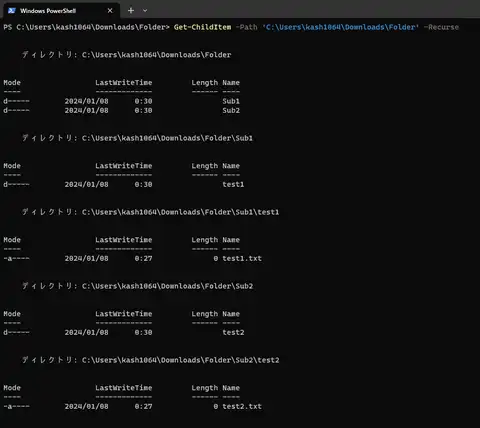 Windows PowerShell
PS C:\Users\kash1064\Downloads\Folder> Get-ChildItem -Path 'C:\Users\kash1064\Downloads\Folder' -Recurse
ディレクトリ: C:\Users\kash1064\Downloads\Folder
Mode LastWriteTime Length Name
---- ------------- ------ ----
d----- 2024/01/08 0:30 Sub1
d----- 2024/01/08 0:30 Sub2
ディレクトリ: C:\Users\kash1064\Downloads\Folder\Sub1
Mode LastWriteTime Length Name
---- ------------- ------ ----
d----- 2024/01/08 0:30 test1
ディレクトリ: C:\Users\kash1064\Downloads\Folder\Sub1\test1
Mode LastWriteTime Length Name
---- ------------- ------ ----
-a---- 2024/01/08 0:27 0 test1.txt
ディレクトリ: C:\Users\kash1064\Downloads\Folder\Sub2
Mode LastWriteTime Length Name
---- ------------- ------ ----
d----- 2024/01/08 0:30 test2
ディレクトリ: C:\Users\kash1064\Downloads\Folder\Sub2\test2
Mode LastWriteTime Length Name
---- ------------- ------ ----
-a---- 2024/01/08 0:27 0 test2.txt